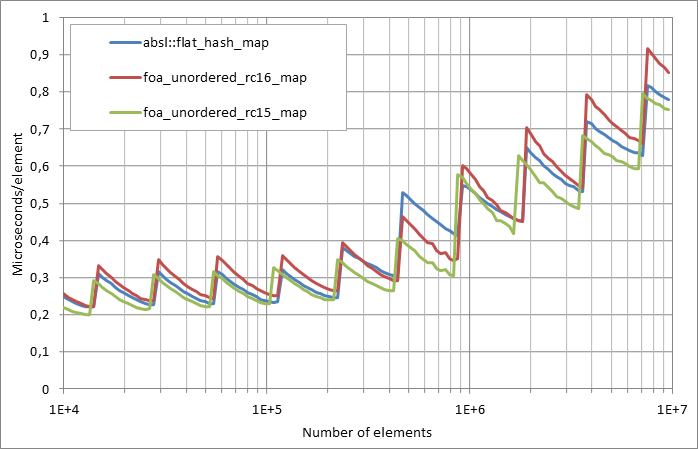 1
0,9
0,8
0,7
0,6
0,5
0,4
0,3
0,2
0,1
0
Microseconds/element
absl::flat_hash_map
foa_unordered_rc16_map
foa_unordered_rc15_map
1E+4 1E+5 1E+6 1E+7
Number of elements